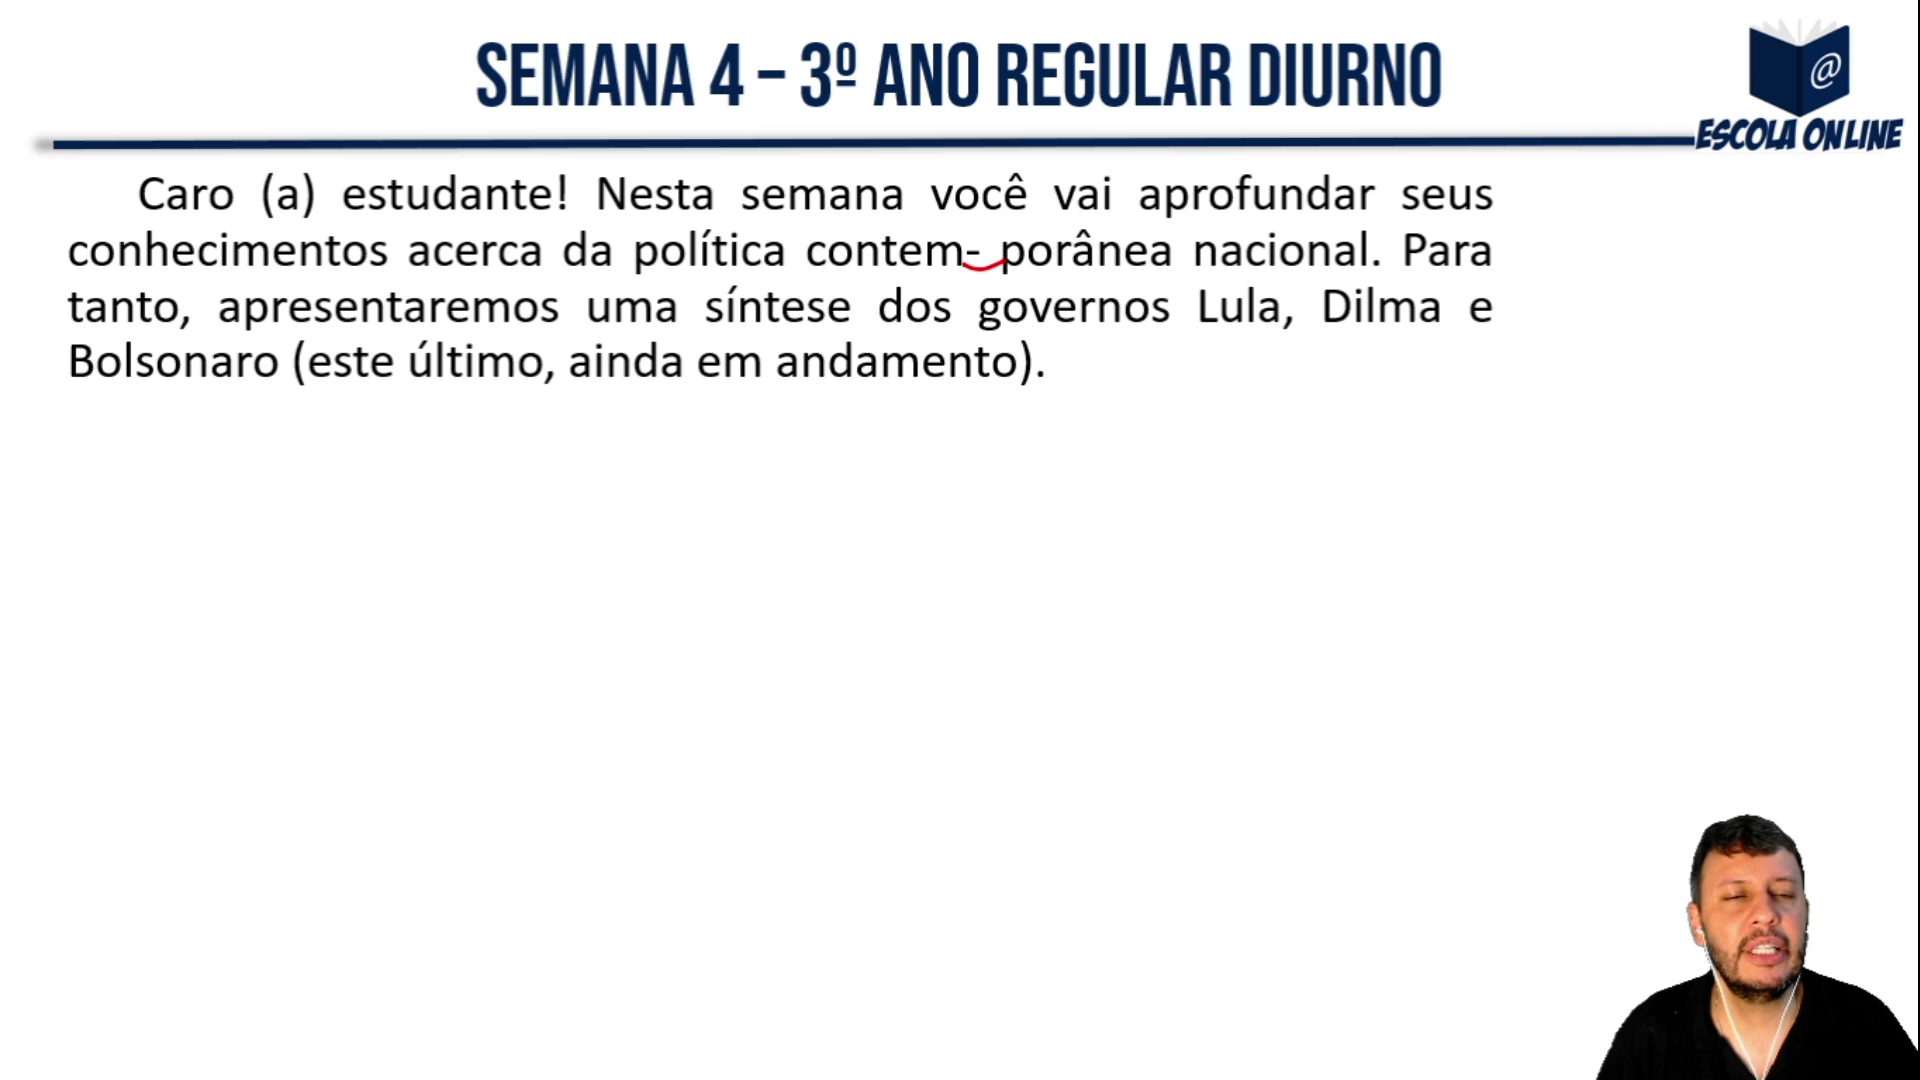 SEMANA 4 – 3º ANO REGULAR DIURNO
@
ESCOLA ONLINE
Caro (a) estudante! Nesta semana você vai aprofundar seus
conhecimentos acerca da política contem- porânea nacional. Para
tanto, apresentaremos uma síntese dos governos Lula, Dilma e
Bolsonaro (este último, ainda em andamento).